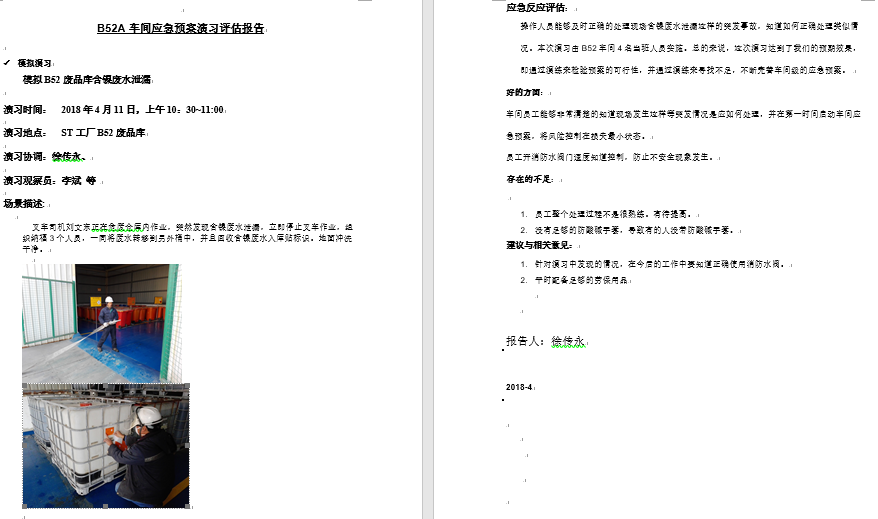 B52A 车间应急预案演习评估报告
✓ 模拟演习:
模拟B52 废品库含镍废水泄漏
演习时间： 2018 年 4 月 11 日，上午 10：30~11:00
演习地点： ST 工厂 B52 废品库
演习协调：徐传永。
演习观察员：李斌 等
场景描述:
叉车司机刘文东正在危废仓库内作业，突然发现含镍废水泄漏，立即停止叉车作业，组
织纳福 3 个人员，一同将废水转移到另外桶中，并且回收含镍废水入库贴标识。地面冲洗
干净。
应急反应评估：
操作人员能够及时正确的处理现场含镍废水泄漏这样的突发事故，知道如何正确处理类似情
况。本次演习由 B52 车间 4 名当班人员实施。总的来说，这次演习达到了我们的预期效果，
即通过演练来检验预案的可行性，并通过演练来寻找不足，不断完善车间级的应急预案。
好的方面：
车间员工能够非常清楚的知道现场发生这样等突发情况是应如何处理，并在第一时间启动车间应
急预案，将风险控制在损失最小状态。
员工开消防水阀门速度知道控制，防止不安全现象发生。
存在的不足：
1. 员工整个处理过程不是很熟练。有待提高。
2. 没有足够的防酸碱手套，导致有的人没带防酸碱手套。
建议与相关意见：
1. 针对演习中发现的情况，在今后的工作中要知道正确使用消防水阀。
2. 平时配备足够的劳保用品
报告人：徐传永
2018-4